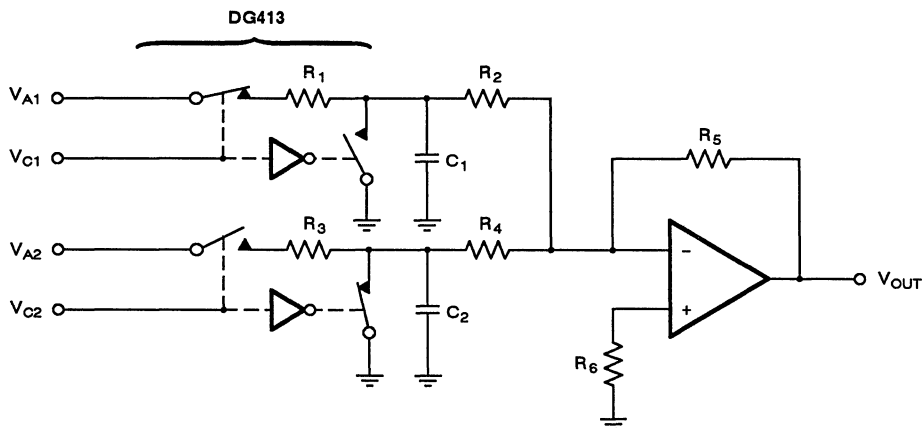 DG413
V_A1
R_1
R_2
V_C1
C_1
R_5
V_A2
R_3
R_4
−
V_OUT
V_C2
C_2
+
R_6